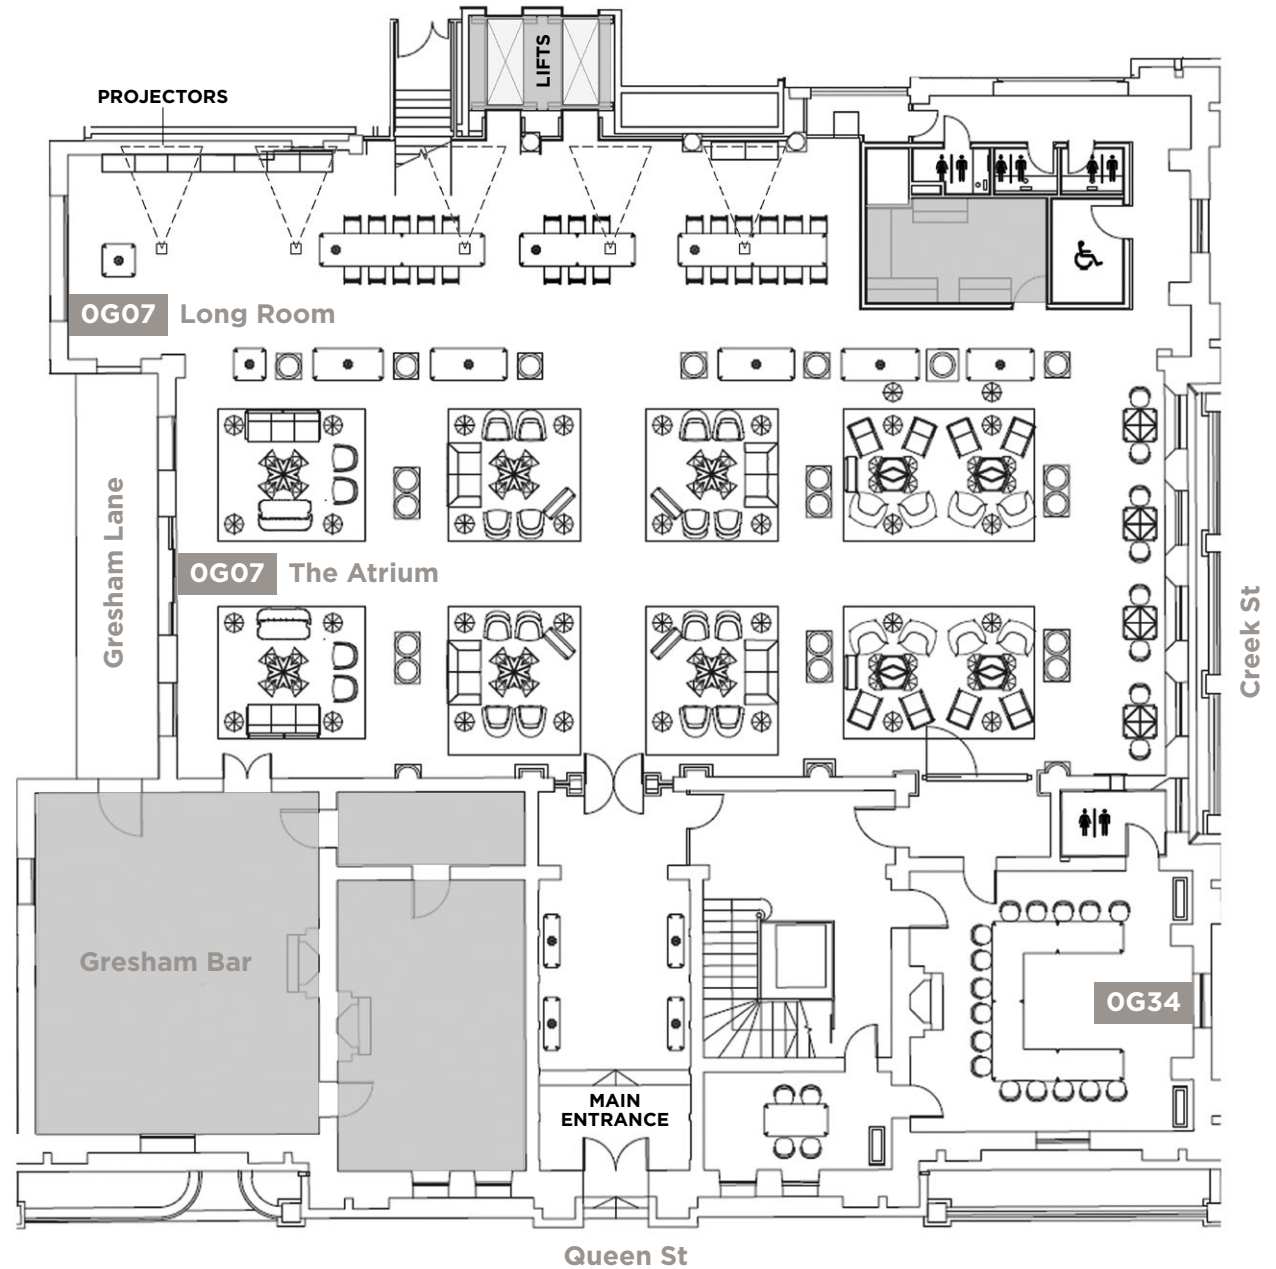 LIFTS
PROJECTORS
0G07 Long Room
Gresham Lane
0G07 The Atrium
Creek St
Gresham Bar
0G34
MAIN
ENTRANCE
Queen St